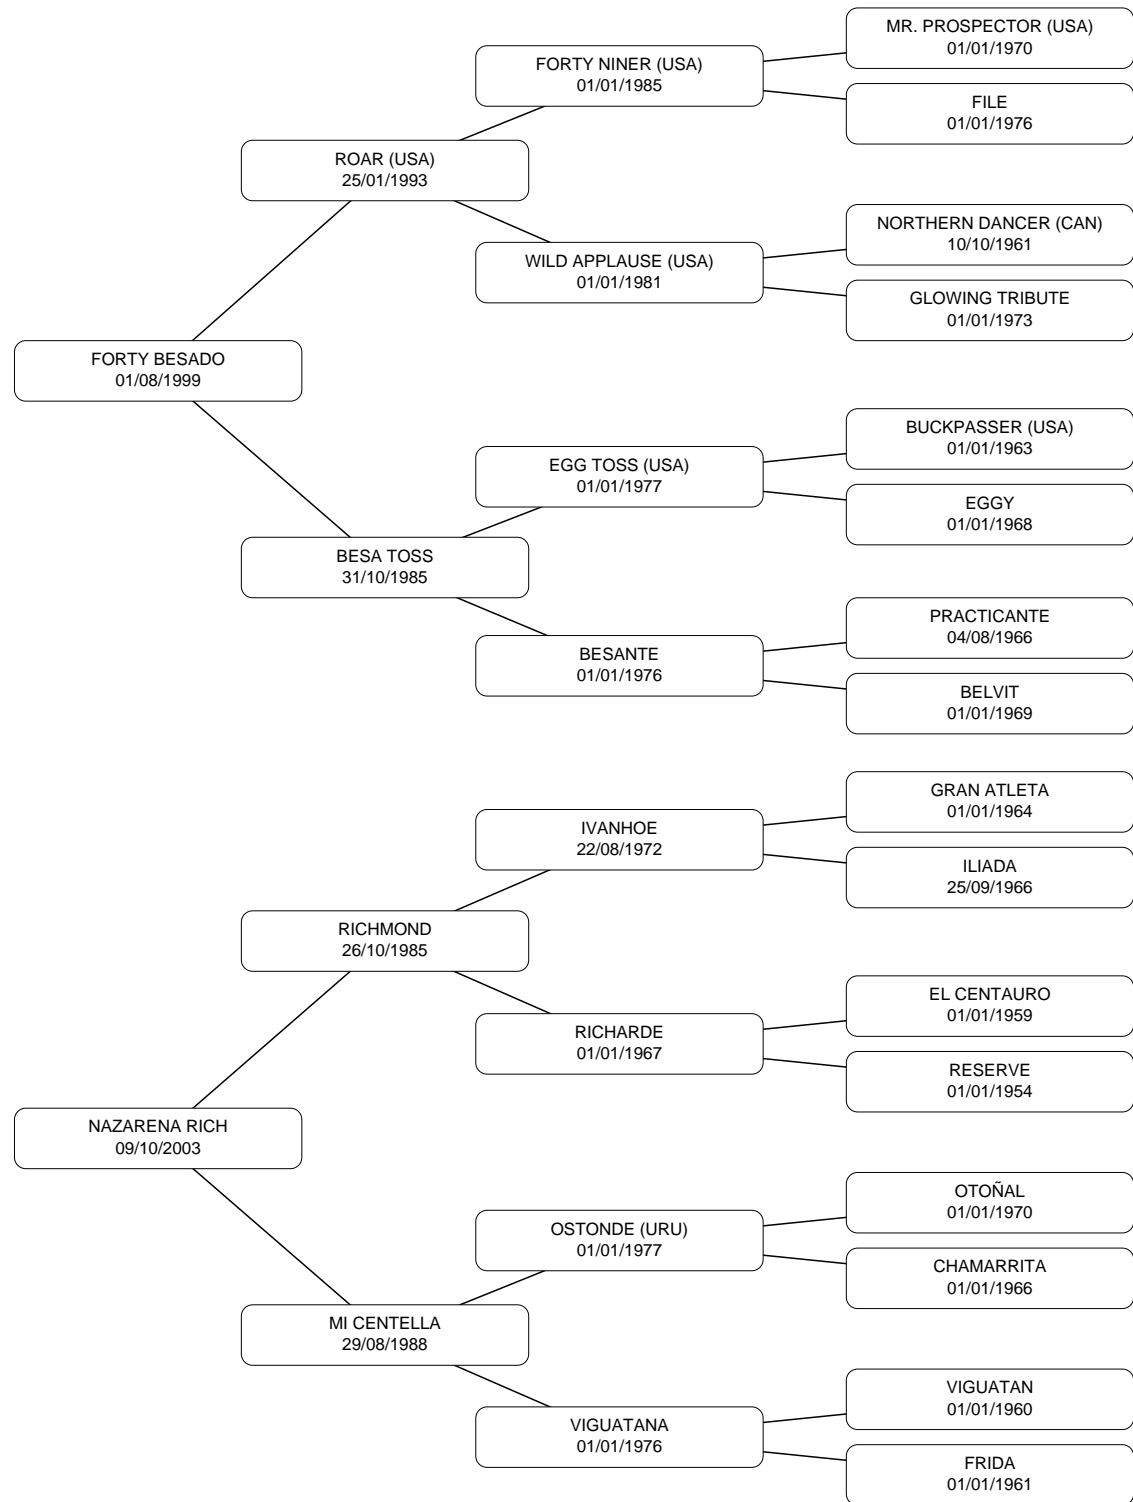 MR. PROSPECTOR (USA)
01/01/1970
FORTY NINER (USA)
01/01/1985
FILE
01/01/1976
ROAR (USA)
25/01/1993
NORTHERN DANCER (CAN)
10/10/1961
WILD APPLAUSE (USA)
01/01/1981
GLOWING TRIBUTE
01/01/1973
FORTY BESADO
01/08/1999
BUCKPASSER (USA)
01/01/1963
EGG TOSS (USA)
01/01/1977
EGGY
01/01/1968
BESA TOSS
31/10/1985
PRACTICANTE
04/08/1966
BESANTE
01/01/1976
BELVIT
01/01/1969
GRAN ATLETA
01/01/1964
IVANHOE
22/08/1972
ILIADA
25/09/1966
RICHMOND
26/10/1985
EL CENTAURO
01/01/1959
RICHARDE
01/01/1967
RESERVE
01/01/1954
NAZARENA RICH
09/10/2003
OTOÑAL
01/01/1970
OSTONDE (URU)
01/01/1977
CHAMARRITA
01/01/1966
MI CENTELLA
29/08/1988
VIGUATAN
01/01/1960
VIGUATANA
01/01/1976
FRIDA
01/01/1961